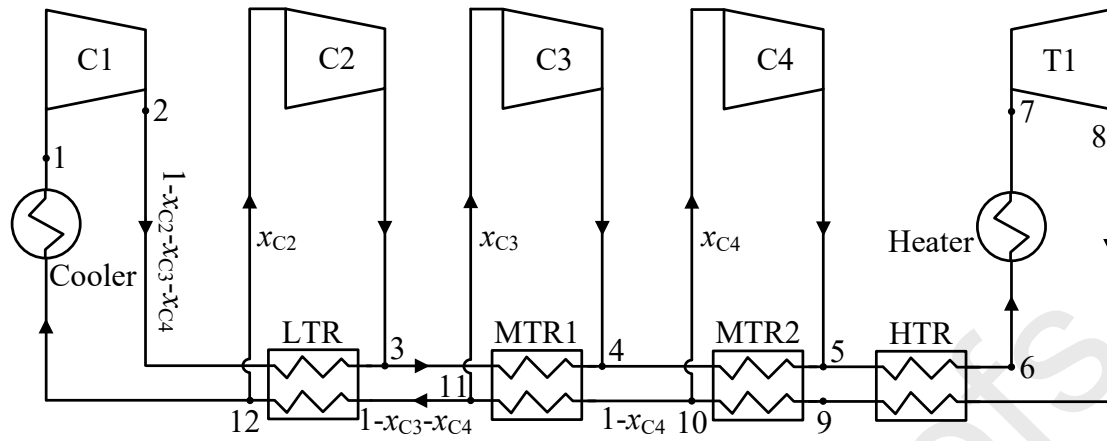 C1
C2
C3
C4
T1
2
7
8
1
1-xC2-xC3-xC4
xC2
xC3
xC4
Heater
Cooler
LTR
MTR1
MTR2
HTR
3
4
5
6
11
12
1-xC3-xC4
1-xC4
10
9